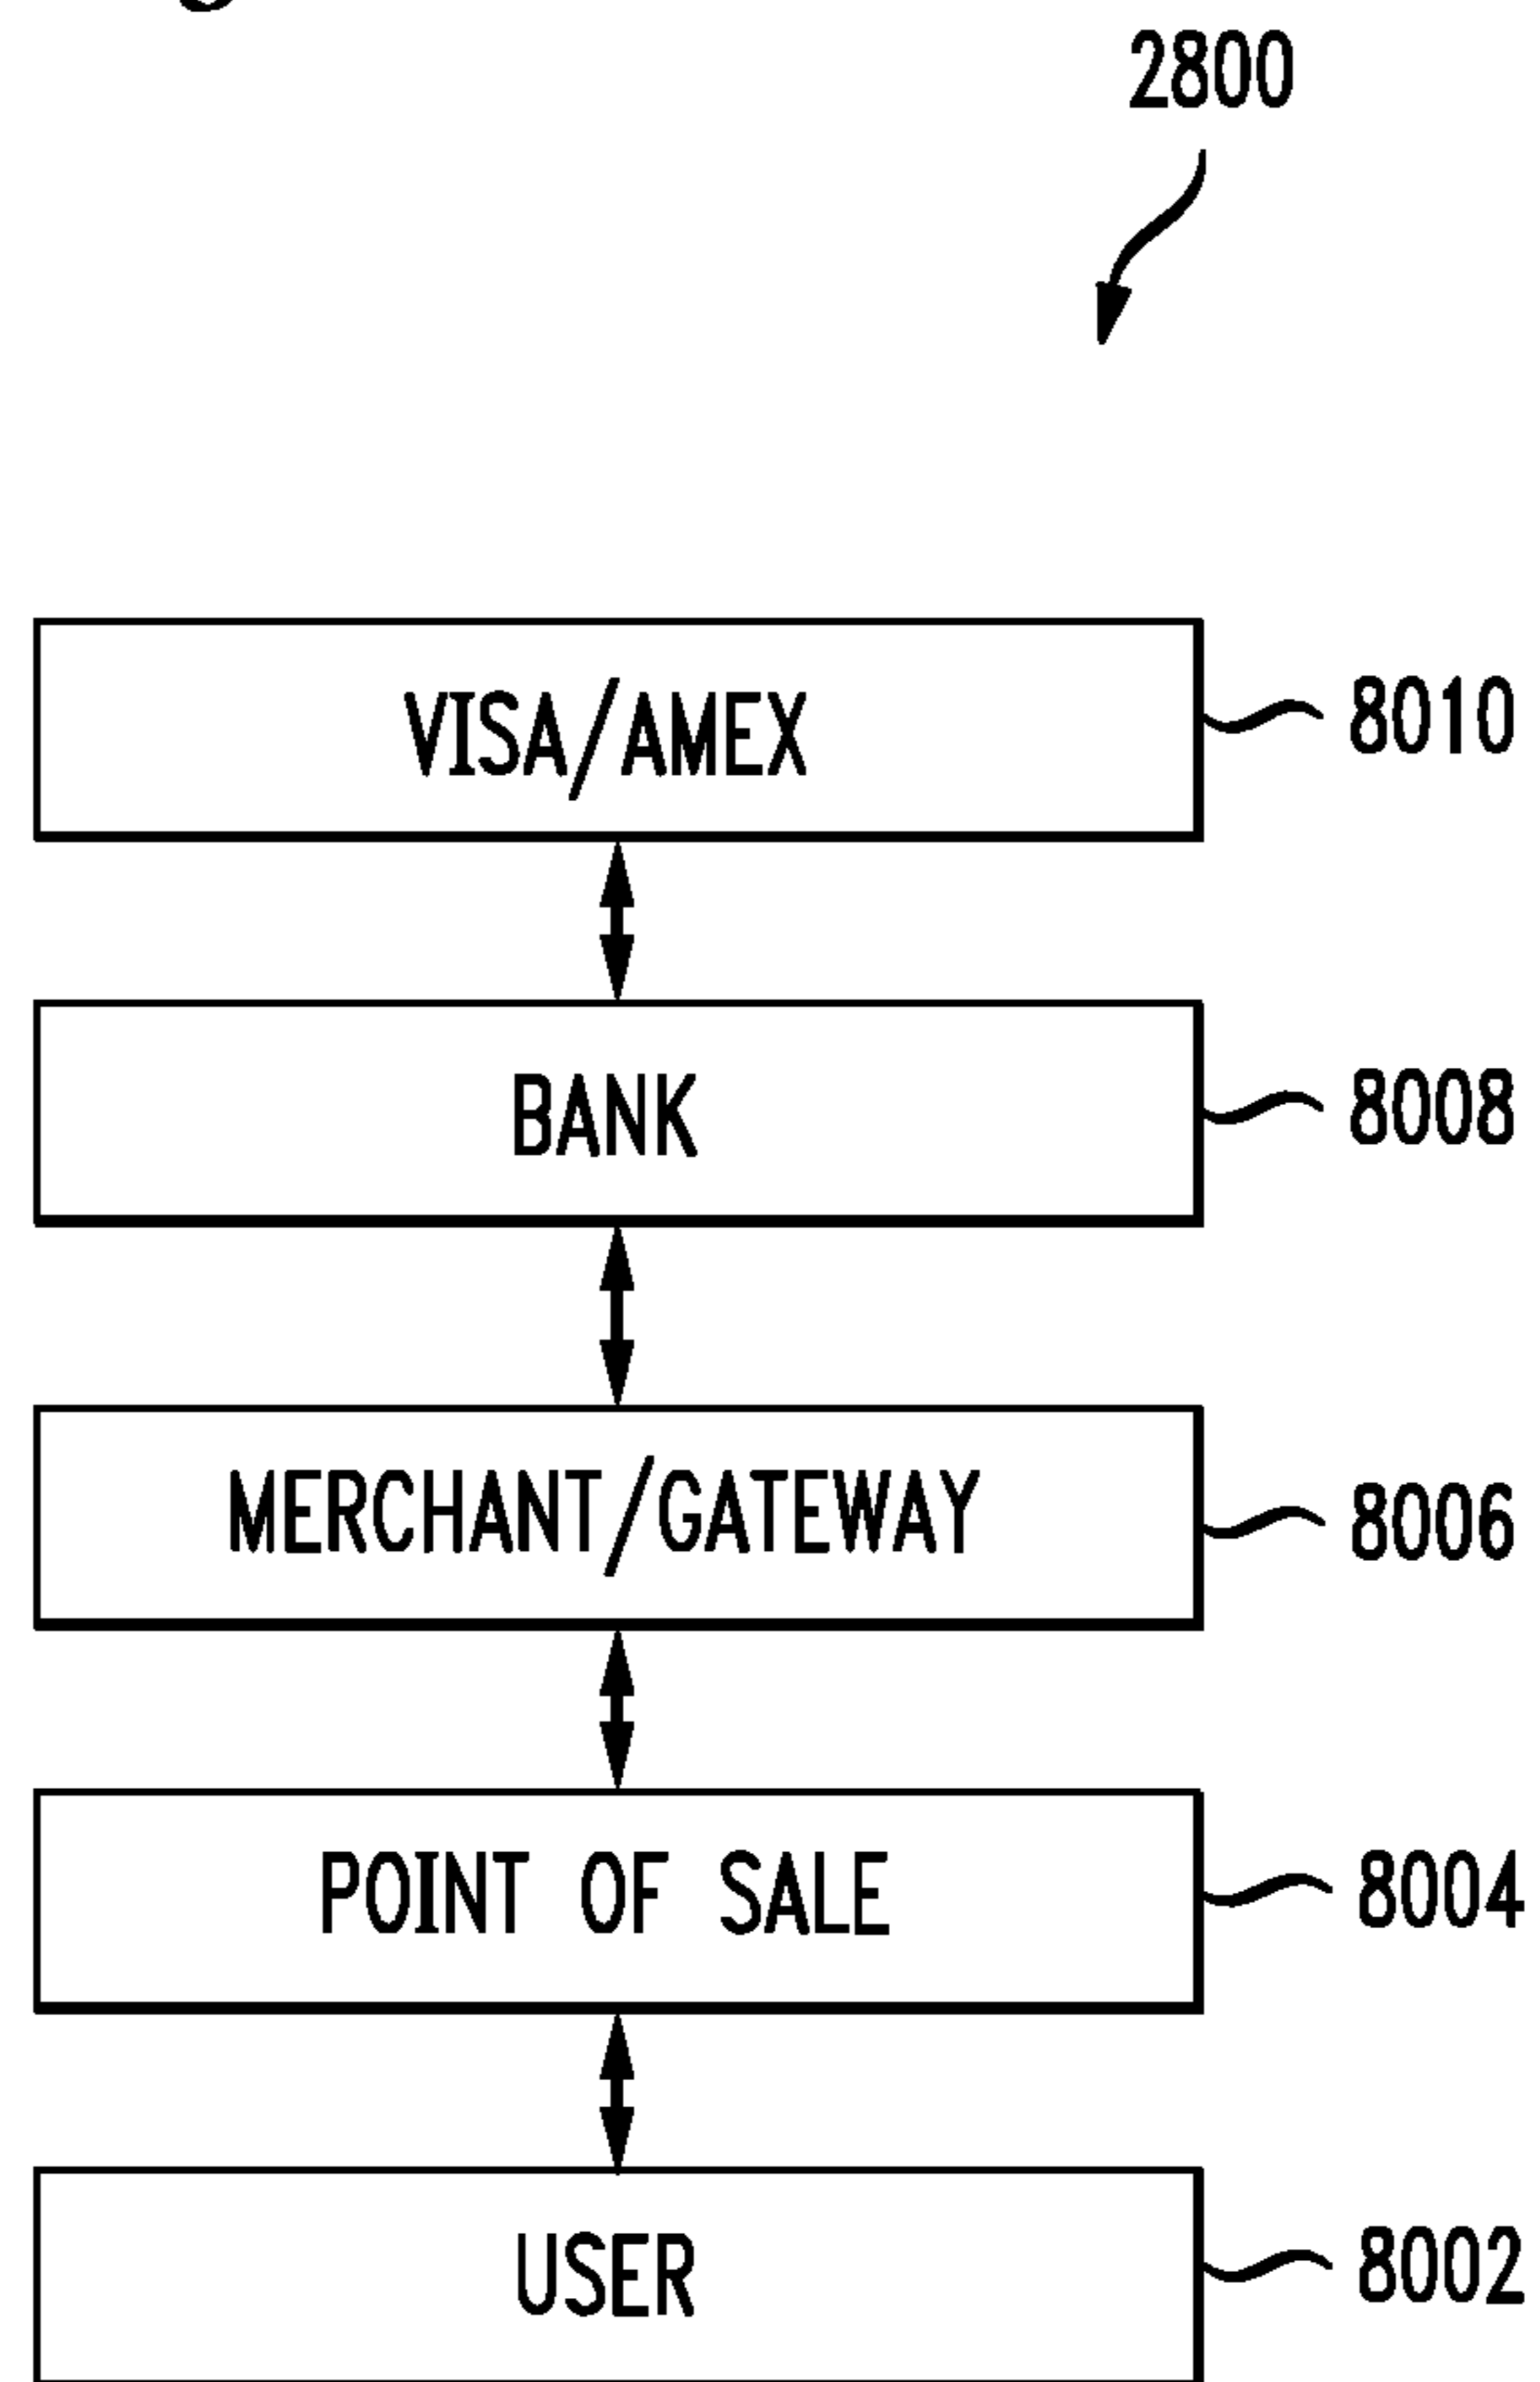 2800
VISA/AMEX
8010
BANK
8008
MERCHANT/GATEWAY
8006
POINT OF SALE
8004
USER
8002